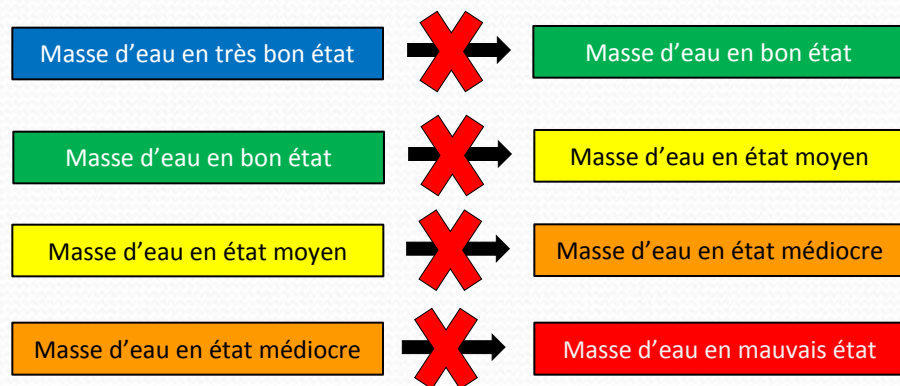 Masse d’eau en très bon état
Masse d’eau en bon état
Masse d’eau en bon état
Masse d’eau en état moyen
Masse d’eau en état moyen
Masse d’eau en état médiocre
Masse d’eau en état médiocre
Masse d’eau en mauvais état